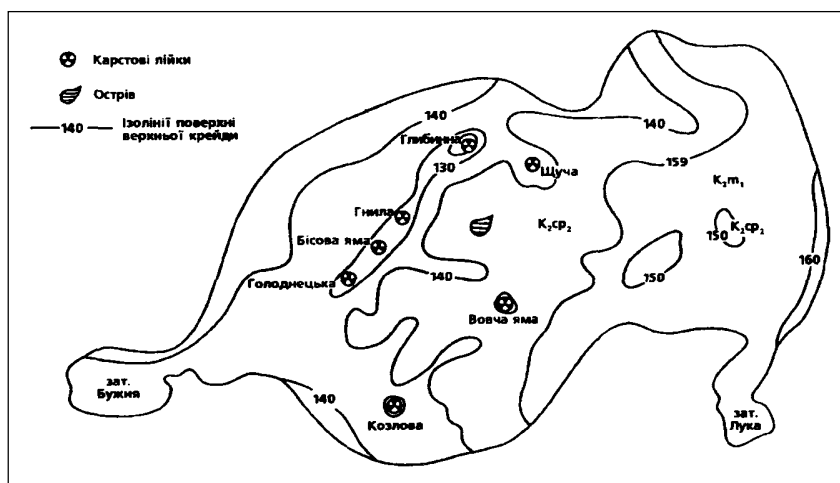 Карстові лійки
Острів
140 Ізолінії поверхні
верхньої крейди
140
140
Глибинна
130
Щуча
159
K₂m₁
Гнила
K₂cp₂
150
K₂cp₂
Бісова яма
160
Голоднецька
140
150
Вовча яма
зат.
Бужня
140
Козлова
зат.
Лука